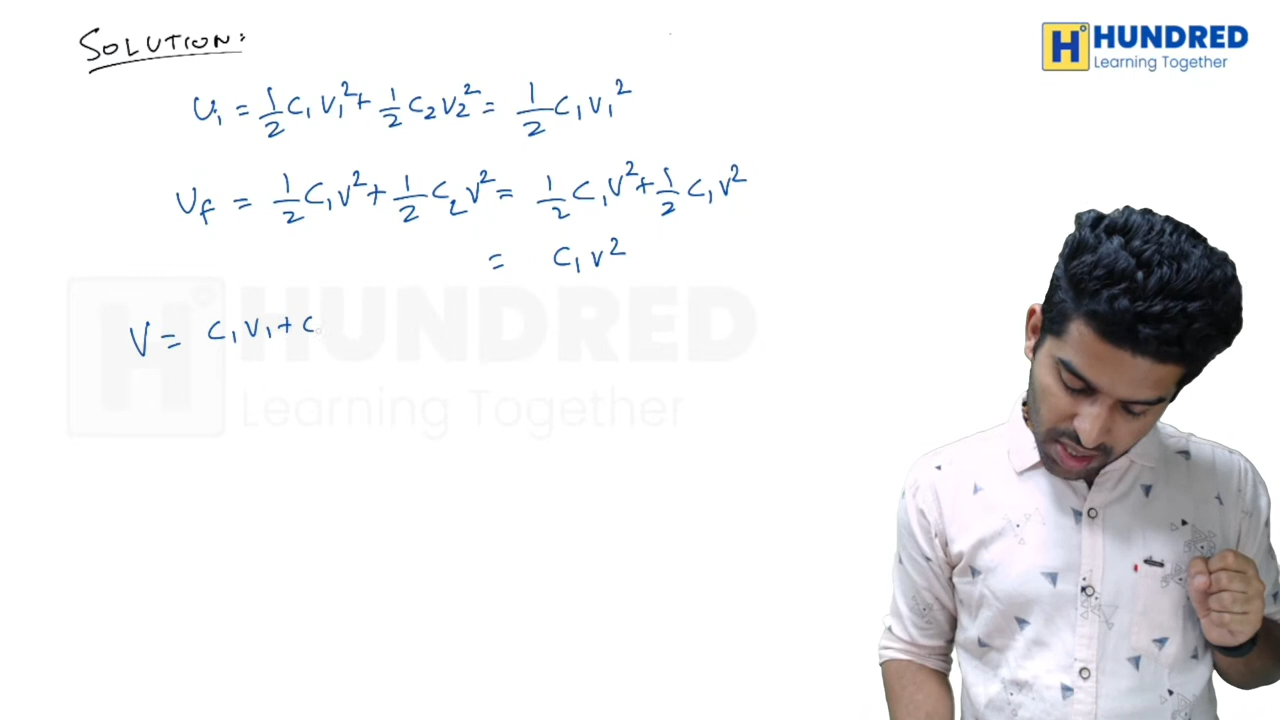 SOLUTION:
HUNDRED
Learning Together
Ui = 1/2 C₁V₁² + 1/2 C₂V₂² = 1/2 C₁V₁²
Uf = 1/2 C₁V² + 1/2 C₂V² = 1/2 C₁V² + 1/2 C₁V²
= C₁V²
V = C₁V₁ + C
HUNDRED
Learning Together